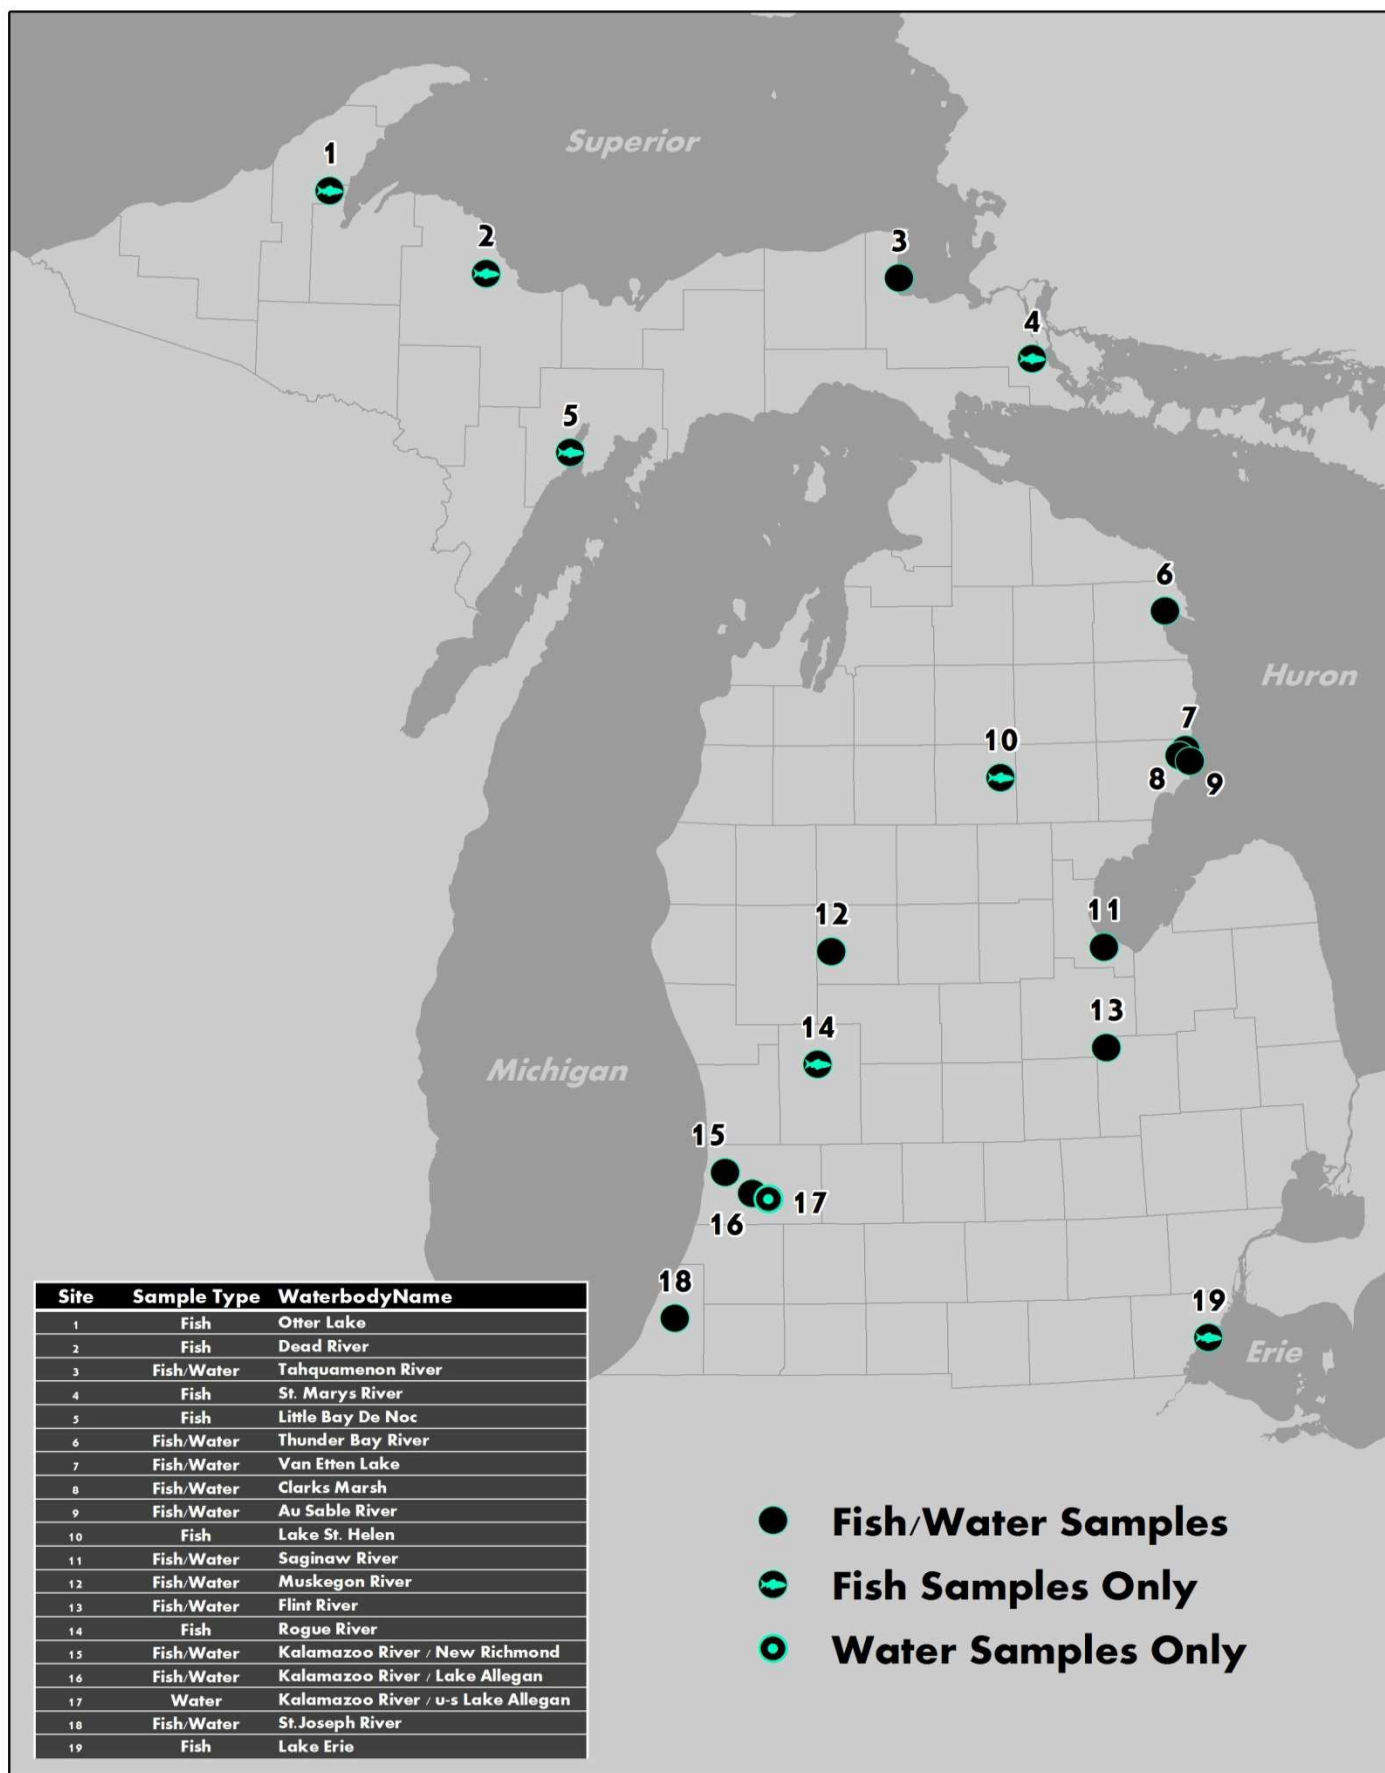 Superior
1
2
3
4
5
6
Huron
7
10
8
9
12
11
13
14
Michigan
15
17
16
18
19
Erie
Site Sample Type WaterbodyName
1 Fish Otter Lake
2 Fish Dead River
3 Fish/Water Tahquamenon River
4 Fish St. Marys River
5 Fish Little Bay De Noc
6 Fish/Water Thunder Bay River
7 Fish/Water Van Etten Lake
8 Fish/Water Clarks Marsh
9 Fish/Water Au Sable River
10 Fish Lake St. Helen
11 Fish/Water Saginaw River
12 Fish/Water Muskegon River
13 Fish/Water Flint River
14 Fish Rogue River
15 Fish/Water Kalamazoo River / New Richmond
16 Fish/Water Kalamazoo River / Lake Allegan
17 Water Kalamazoo River / u-s Lake Allegan
18 Fish/Water St.Joseph River
19 Fish Lake Erie
Fish/Water Samples
Fish Samples Only
Water Samples Only